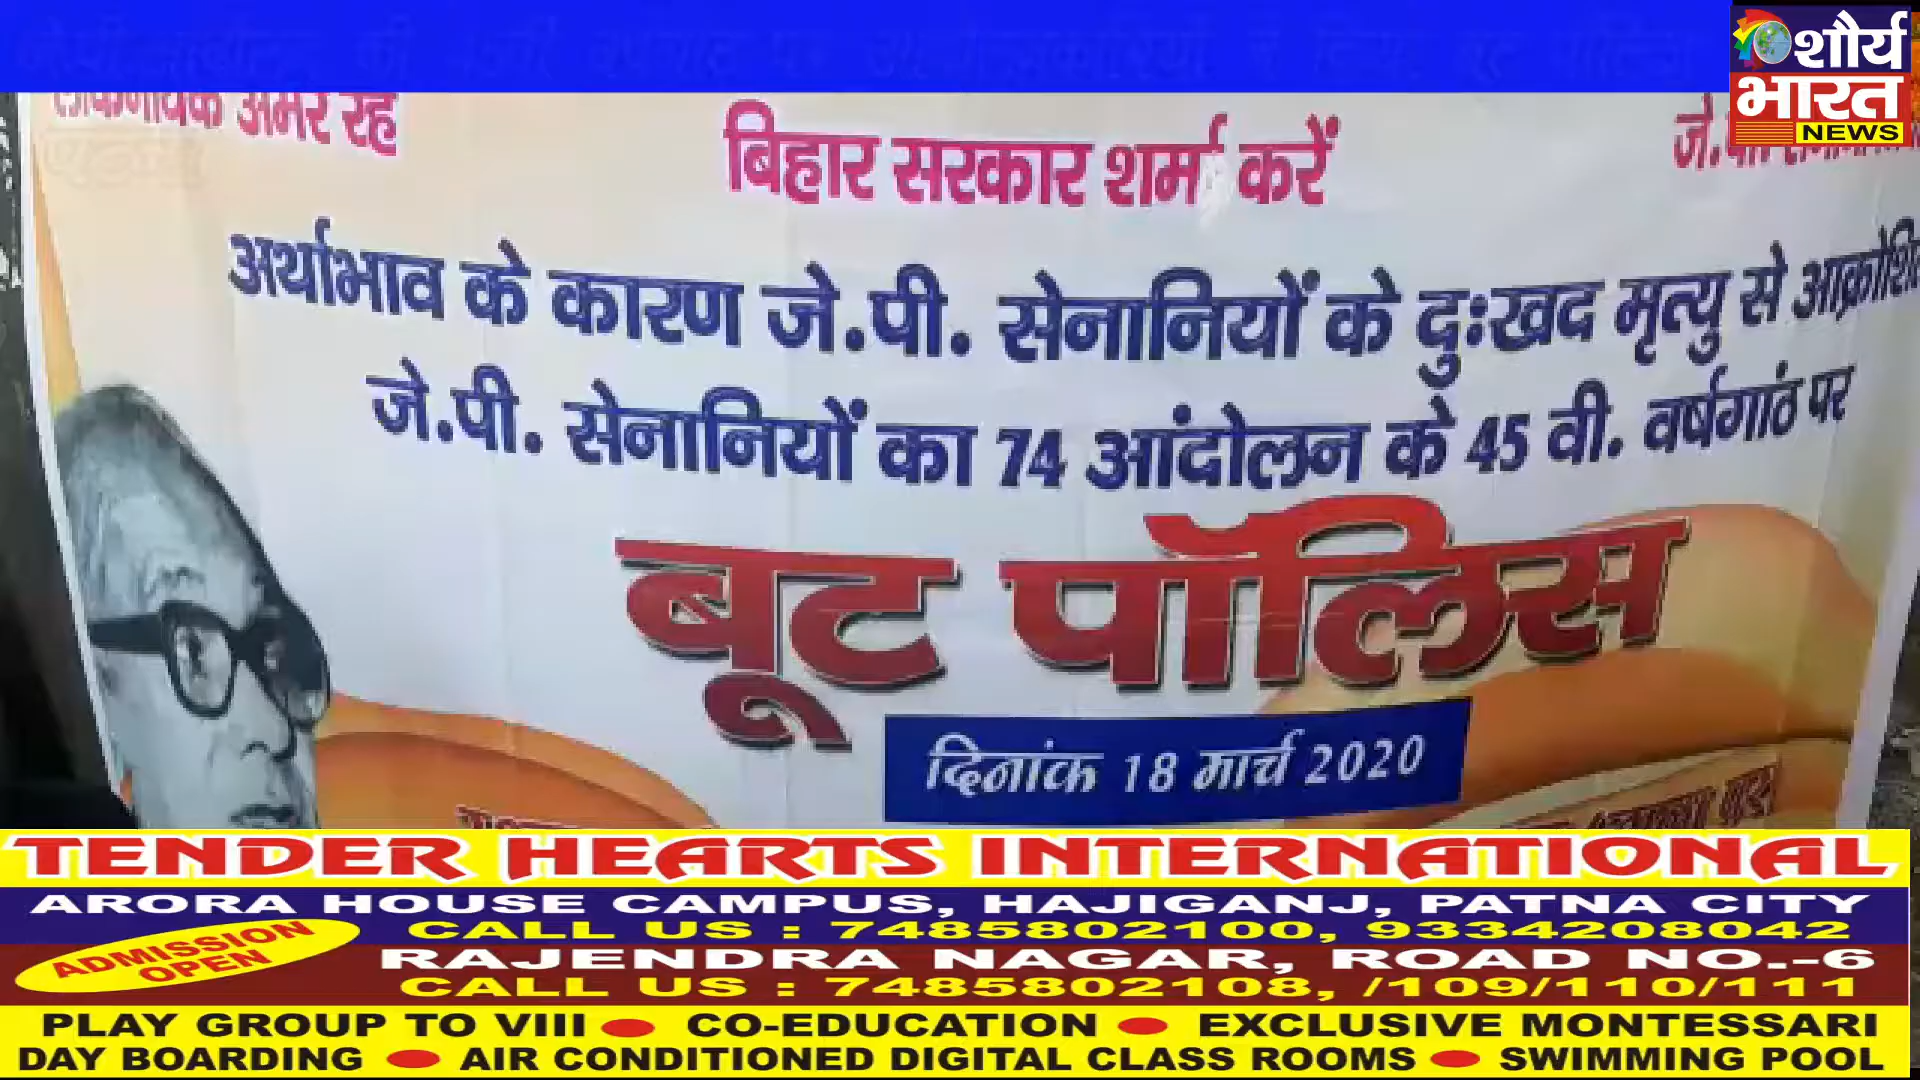 शौर्य
भारत
NEWS
लोकनायक अमर रहे
बिहार सरकार शर्म करें
अर्थाभाव के कारण जे.पी. सेनानियों के दुःखद मृत्यु से
जे.पी. सेनानियों का 74 आंदोलन के 45 वी. वर्षगांठ पर
बूट पॉलिस
दिनांक 18 मार्च 2020
TENDER HEARTS INTERNATIONAL
ARORA HOUSE CAMPUS, HAJIGANJ, PATNA CITY
CALL US : 7485802100, 9334208042
ADMISSION
OPEN
RAJENDRA NAGAR, ROAD NO.-6
CALL US : 7485802108, /109/110/111
PLAY GROUP TO VIII ● CO-EDUCATION ● EXCLUSIVE MONTESSARI
DAY BOARDING ● AIR CONDITIONED DIGITAL CLASS ROOMS ● SWIMMING POOL